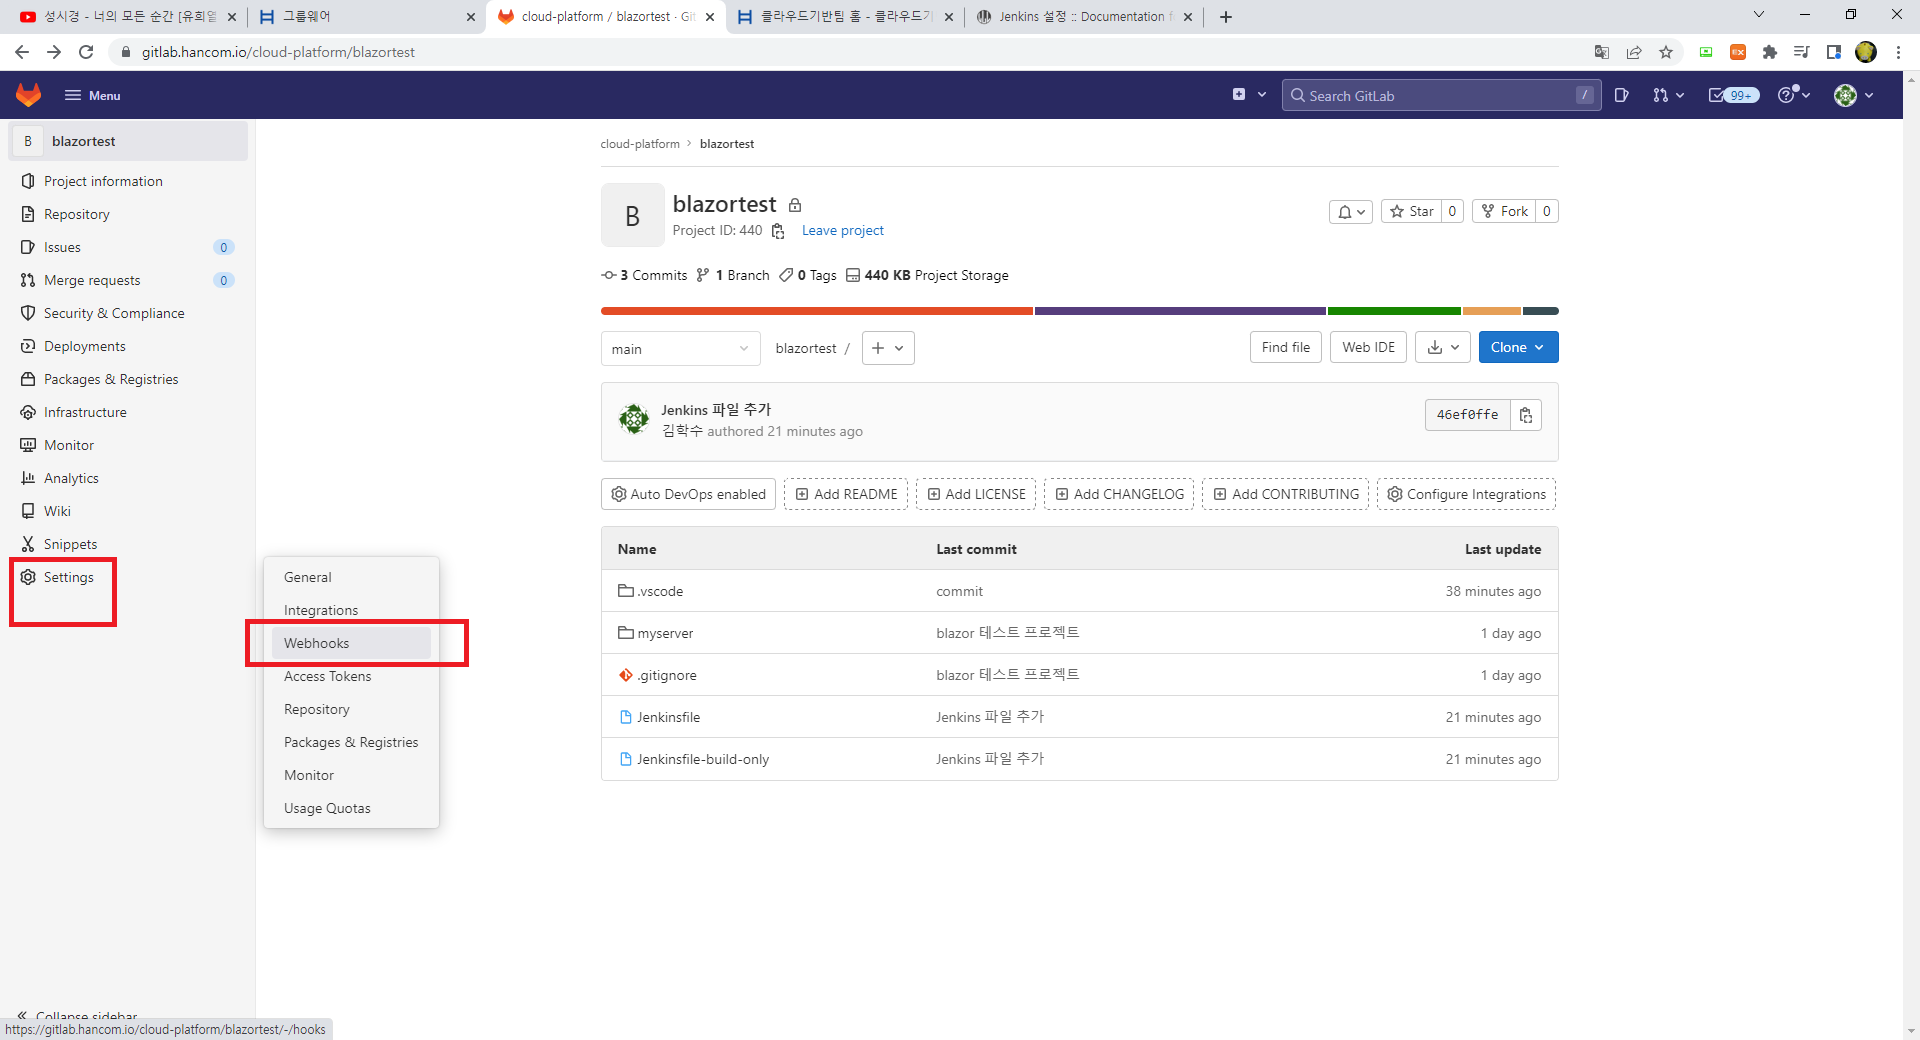 성시경 - 너의 모든 순간 [유희열
그룹웨어
cloud-platform / blazortest · Git
클라우드기반팀 홈 - 클라우드기
Jenkins 설정 :: Documentation f
gitlab.hancom.io/cloud-platform/blazortest
EX
Menu
Search GitLab
/
99+
B blazortest
Project information
Repository
Issues 0
Merge requests 0
Security & Compliance
Deployments
Packages & Registries
Infrastructure
Monitor
Analytics
Wiki
Snippets
Settings
General
Integrations
Webhooks
Access Tokens
Repository
Packages & Registries
Monitor
Usage Quotas
Collapse sidebar
https://gitlab.hancom.io/cloud-platform/blazortest/-/hooks
cloud-platform > blazortest
B
blazortest
Project ID: 440 Leave project
Star 0 Fork 0
3 Commits 1 Branch 0 Tags 440 KB Project Storage
main blazortest / + Find file Web IDE Clone
Jenkins 파일 추가
김학수 authored 21 minutes ago
46ef0ffe
Auto DevOps enabled Add README Add LICENSE Add CHANGELOG Add CONTRIBUTING Configure Integrations
Name Last commit Last update
.vscode commit 38 minutes ago
myserver blazor 테스트 프로젝트 1 day ago
.gitignore blazor 테스트 프로젝트 1 day ago
Jenkinsfile Jenkins 파일 추가 21 minutes ago
Jenkinsfile-build-only Jenkins 파일 추가 21 minutes ago